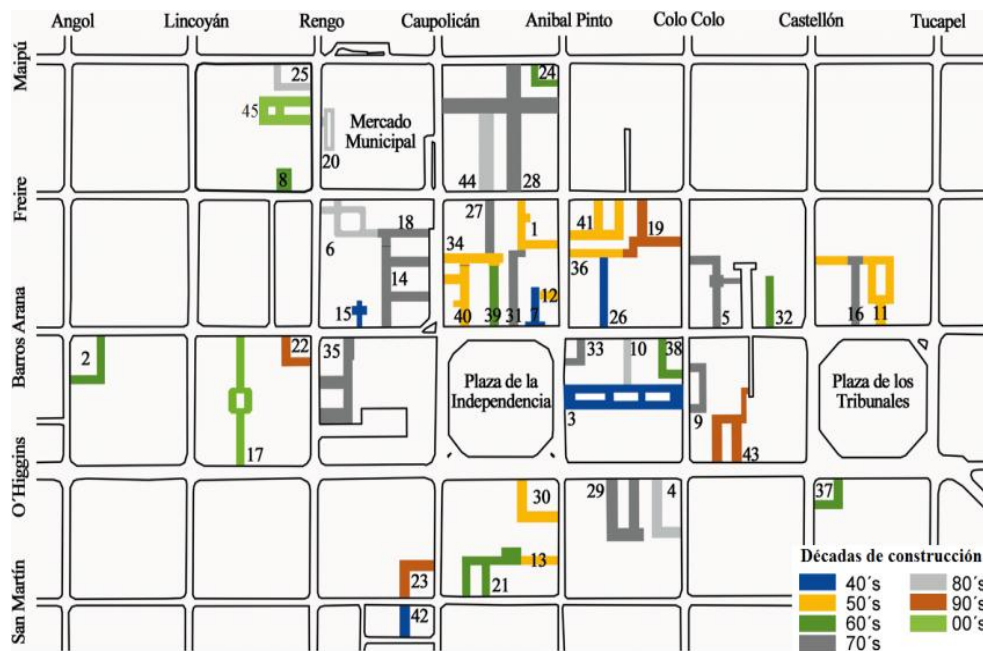 Angol Lincoyán Rengo Caupolicán Anibal Pinto Colo Colo Castellón Tucapel
Maipú
Freire
Barros Arana
O´Higgins
San Martín
25
45
Mercado
Municipal
20
8
24
44
28
18
6
14
15
27
1
34
12
40
39
31
7
41
19
36
26
5
32
16
11
2
22
17
35
Plaza de la
Independencia
33
10
38
3
9
43
Plaza de los
Tribunales
30
29
4
37
13
21
23
42
Décadas de construcción
40´s
50´s
60´s
70´s
80´s
90´s
00´s